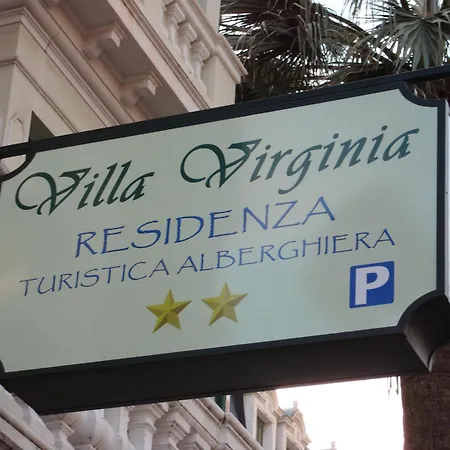 Villa Virginia
RESIDENZA
TURISTICA ALBERGHIERA
P